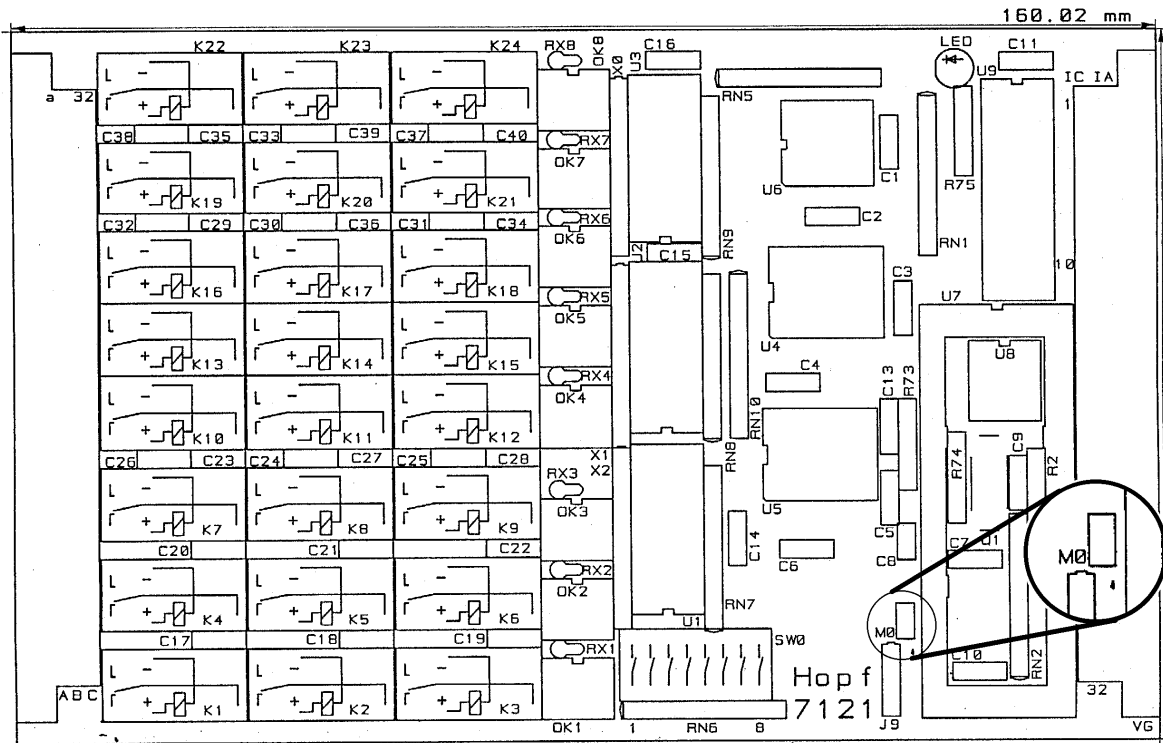 160.02 mm
K22 K23 K24 RX8 OK8 U3 C16 LED C11
X0 U9
a 32 L - + L - + L - + RN5 IC IA
1
C38 C35 C33 C39 C37 C40 RX7
OK7 U6 C1 R75
L - + K19 L - + K20 L - + K21
C32 C29 C30 C36 C31 C34 RX6 C2
OK6 U2 C15 RN9 RN1
L - + K16 L - + K17 L - + K18 RX5 C3 10
OK5 U7
L - + K13 L - + K14 L - + K15 U4 U8
RX4 C4 C13 R73
OK4
L - + K10 L - + K11 L - + K12 RN10
C26 C23 C24 C27 C25 C28 X1 RN8 C9 R2
X2 R74
RX3
OK3 U5
L - + K7 L - + K8 L - + K9 C14 C5 C7 Q1
C20 C21 C22 C6 C8 M0
RX2
OK2
L - + K4 L - + K5 L - + K6 RN7
U1
C17 C18 C19 RX1 SW0 M0
C10 RN2
Hopf
ABC L - + K1 L - + K2 L - + K3 7121 32
OK1 1 RN6 8 J9 VG